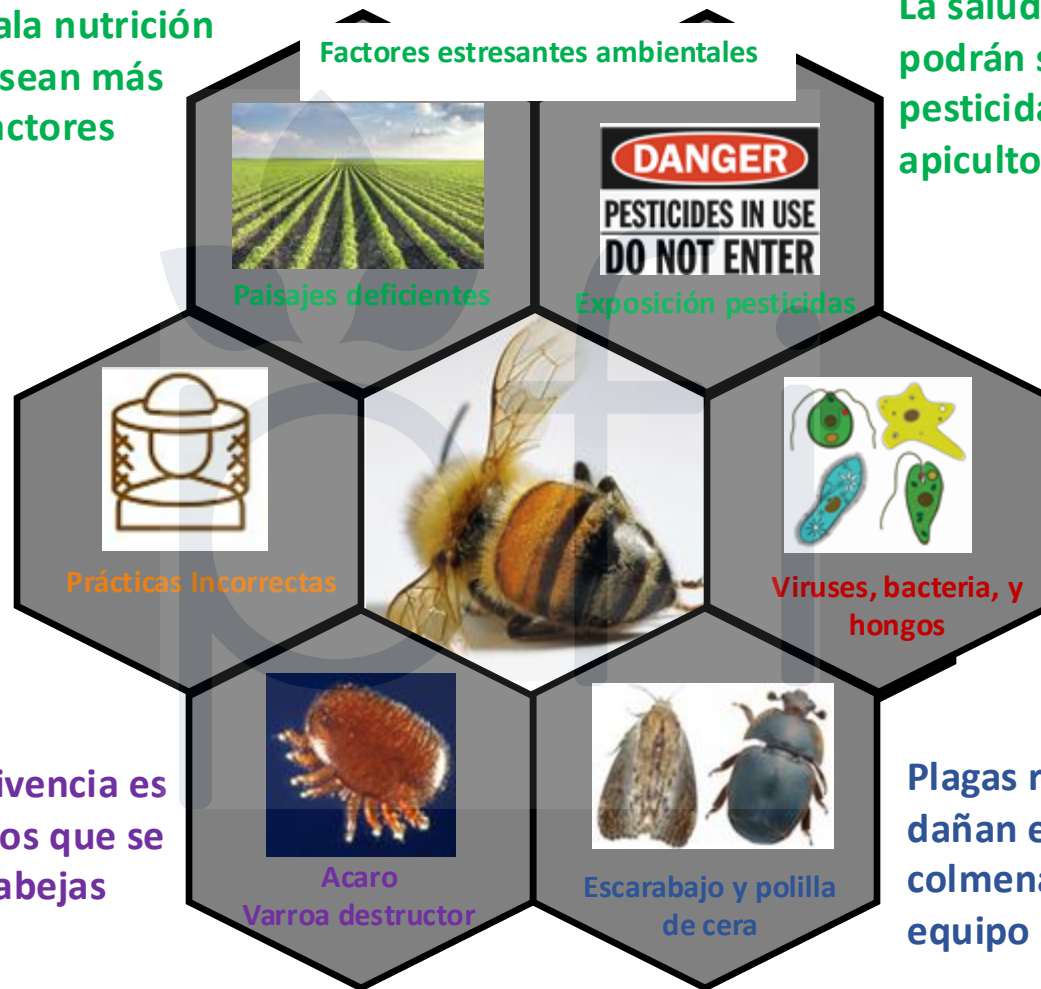 ala nutrición
sean más
actores
Factores estresantes ambientales
La salud
podrán s
pesticida
apiculto
DANGER
PESTICIDES IN USE
DO NOT ENTER
Paisajes deficientes
Exposición pesticidas
Prácticas Incorrectas
Viruses, bacteria, y
hongos
ivencia es
os que se
abejas
Acaro
Varroa destructor
Escarabajo y polilla
de cera
Plagas
dañan e
colmena
equipo
pfi